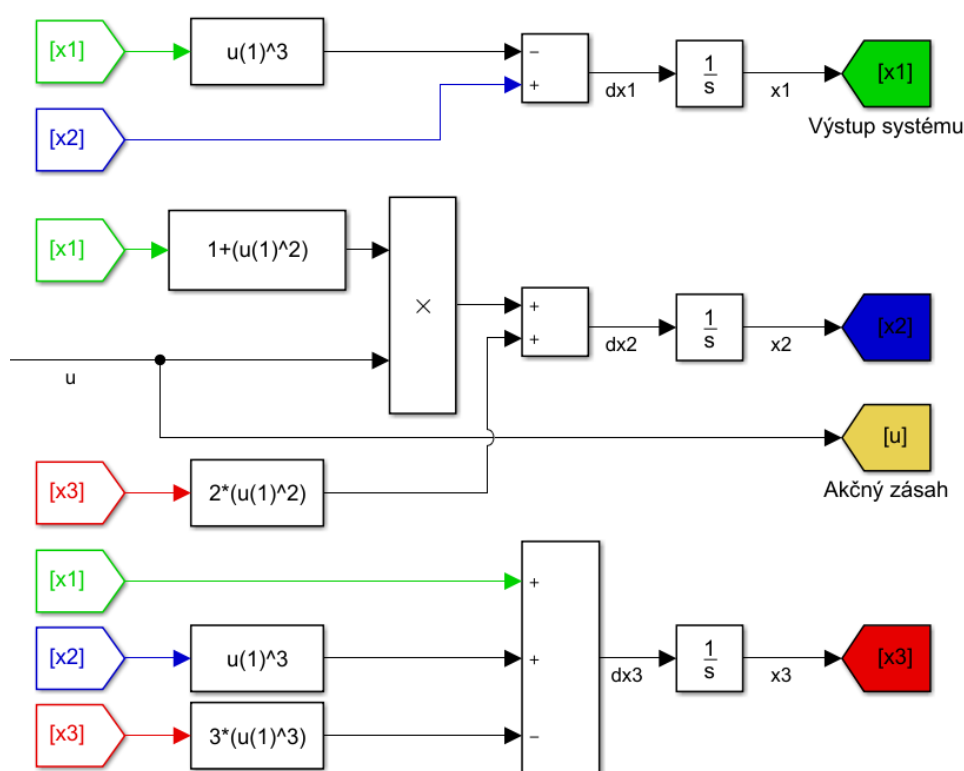 [x1]
u(1)^3
−
+
dx1
1
s
x1
[x1]
Výstup systému
[x2]
[x1]
1+(u(1)^2)
×
u
+
+
dx2
1
s
x2
[x2]
[u]
Akčný zásah
[x3]
2*(u(1)^2)
[x1]
+
[x2]
u(1)^3
+
dx3
1
s
x3
[x3]
[x3]
3*(u(1)^3)
−